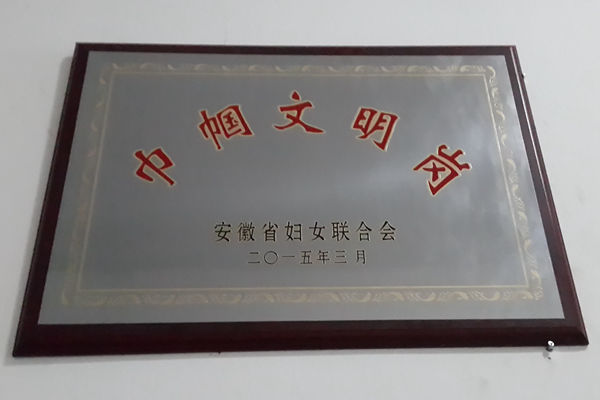 巾帼文明岗
安徽省妇女联合会
二〇一五年三月